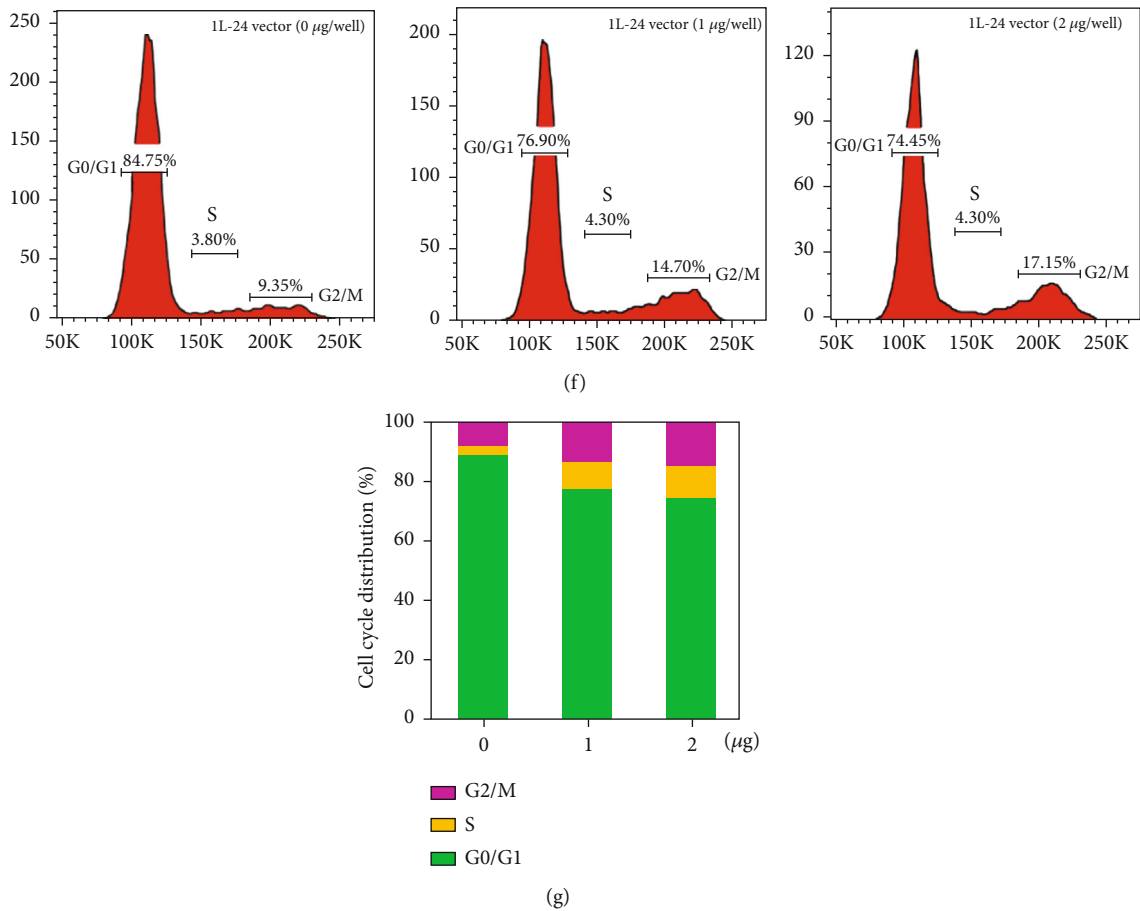 1L-24 vector (0 μg/well)
250
200
150
100
50
0
G0/G1
84.75%
S
3.80%
9.35%
G2/M
50K 100K 150K 200K 250K
1L-24 vector (1 μg/well)
200
150
100
50
0
G0/G1
76.90%
S
4.30%
14.70%
G2/M
50K 100K 150K 200K 250K
1L-24 vector (2 μg/well)
120
90
60
30
0
G0/G1
74.45%
S
4.30%
17.15%
G2/M
50K 100K 150K 200K 250K
(f)
Cell cycle distribution (%)
100
80
60
40
20
0
0 1 2 (μg)
G2/M
S
G0/G1
(g)